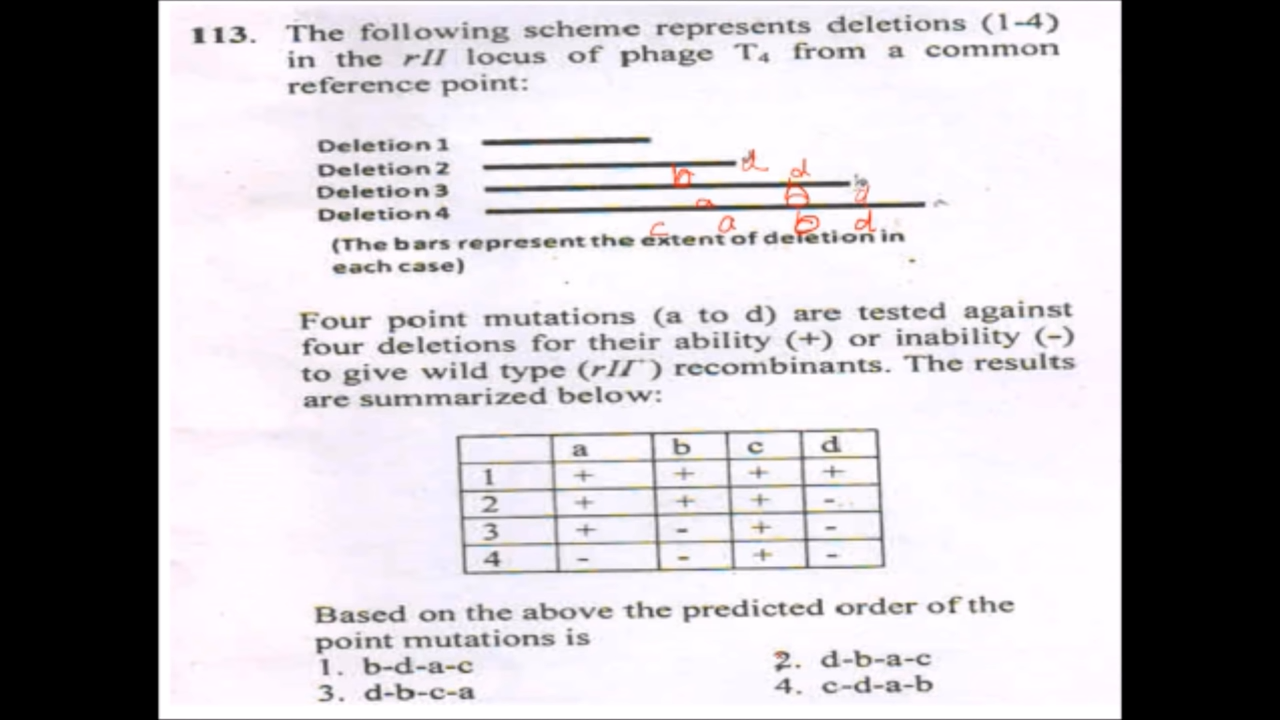 113. The following scheme represents deletions (1-4)
in the rII locus of phage T4 from a common
reference point:
Deletion 1
Deletion 2 d
b d
Deletion 3
a b d
Deletion 4
c a b d
(The bars represent the extent of deletion in
each case)
Four point mutations (a to d) are tested against
four deletions for their ability (+) or inability (-)
to give wild type (rII+) recombinants. The results
are summarized below:
a b c d
1 + + + +
2 + + + -
3 + - + -
4 - - + -
Based on the above the predicted order of the
point mutations is
1. b-d-a-c 2. d-b-a-c
3. d-b-c-a 4. c-d-a-b